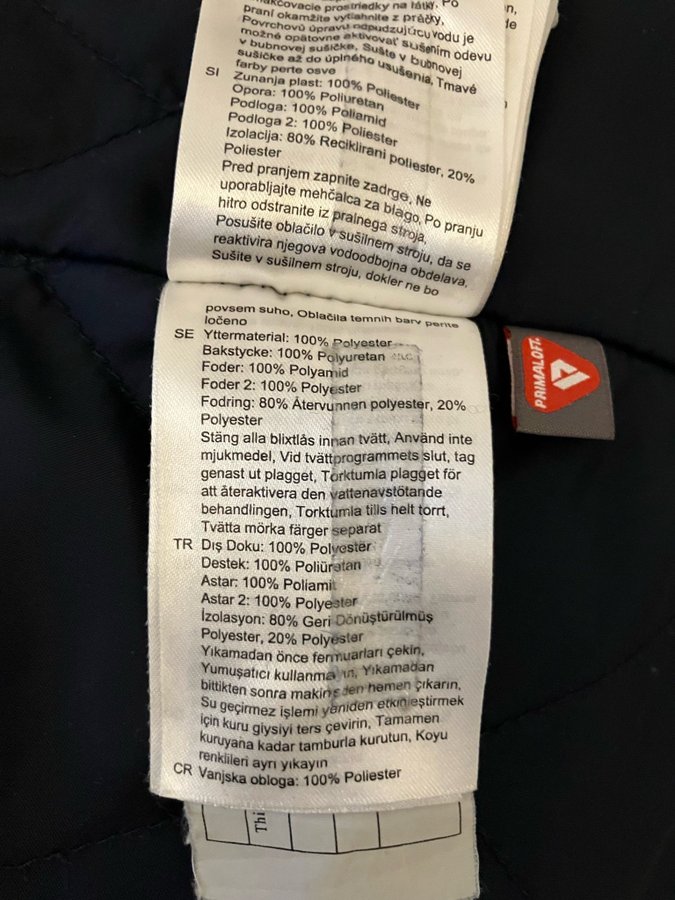 prostriedky na látky, Po
praní okamžite vytiahnite z práčky,
Povrchovú úpravu odpudzujúcu vodu je
možné opätovne aktivovať sušením odevu
v bubnovej sušičke, Sušte v bubnovej
sušičke až do úplného usušenia, Tmavé
farby perte osve
SI Zunanja plast: 100% Poliester
Opora: 100% Poliuretan
Podloga: 100% Poliamid
Podloga 2: 100% Poliester
Izolacija: 80% Reciklirani poliester, 20%
Poliester
Pred pranjem zapnite zadrge, Ne
uporabljajte mehčalca za blago, Po pranju
hitro odstranite iz pralnega stroja,
Posušite oblačilo v sušilnem stroju, da se
reaktivira njegova vodoodbojna obdelava,
Sušite v sušilnem stroju, dokler ne bo
povsem suho, Oblačila temnih barv perite
ločeno
SE Yttermaterial: 100% Polyester
Bakstycke: 100% Polyuretan
Foder: 100% Polyamid
Foder 2: 100% Polyester
Fodring: 80% Återvunnen polyester, 20%
Polyester
Stäng alla blixtlås innan tvätt, Använd inte
mjukmedel, Vid tvättprogrammets slut, tag
genast ut plagget, Torktumla plagget för
att återaktivera den vattenavstötande
behandlingen, Torktumla tills helt torrt,
Tvätta mörka färger separat
TR Dış Doku: 100% Polyester
Destek: 100% Poliüretan
Astar: 100% Poliamit
Astar 2: 100% Polyester
İzolasyon: 80% Geri Dönüştürülmüş
Polyester, 20% Polyester
Yıkamadan önce fermuarları çekin,
Yumuşatıcı kullanmayın, Yıkamadan
bittikten sonra makineden hemen çıkarın,
Su geçirmez işlemi yeniden etkinleştirmek
için kuru giysiyi ters çevirin, Tamamen
kuruyana kadar tamburla kurutun, Koyu
renklileri ayrı yıkayın
CR Vanjska obloga: 100% Poliester
PRIMALOFT
Thi